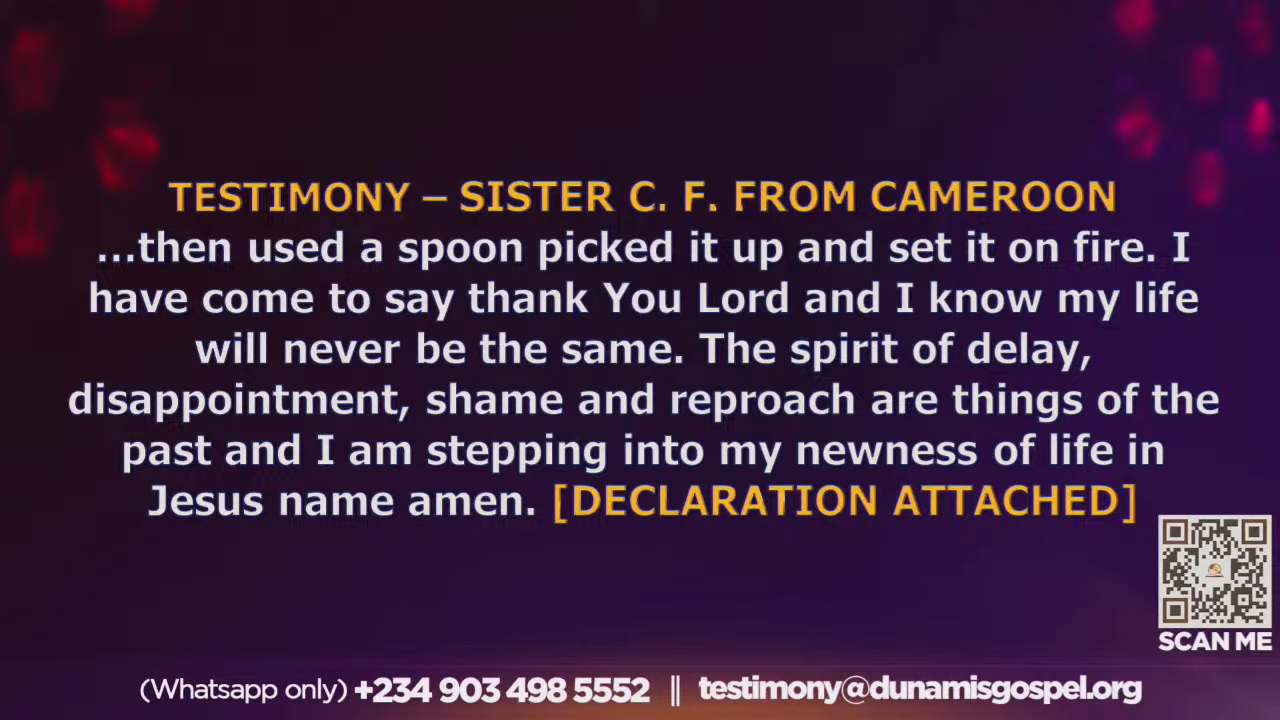 TESTIMONY – SISTER C. F. FROM CAMEROON
...then used a spoon picked it up and set it on fire. I
have come to say thank You Lord and I know my life
will never be the same. The spirit of delay,
disappointment, shame and reproach are things of the
past and I am stepping into my newness of life in
Jesus name amen. [DECLARATION ATTACHED]
SCAN ME
(Whatsapp only) +234 903 498 5552 || testimony@dunamisgospel.org